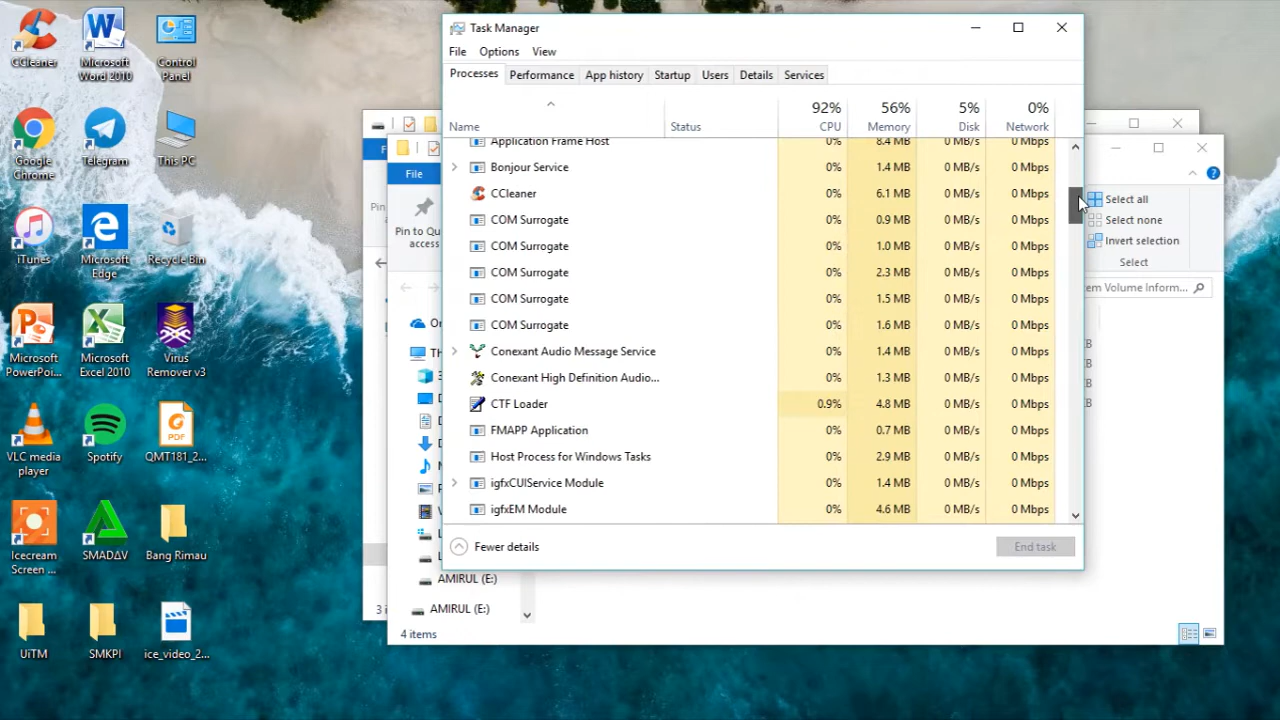 CCleaner
Microsoft
Word 2010
Control
Panel
Google
Chrome
Telegram
This PC
iTunes
Microsoft
Edge
Recycle Bin
Microsoft
PowerPoi...
Microsoft
Excel 2010
Virus
Remover v3
VLC media
player
Spotify
PDF
QMT181_2...
Icecream
Screen ...
SMADΔV
Bang Rimau
UiTM
SMKPI
ice_video_2...
Task Manager
File Options View
Processes Performance App history Startup Users Details Services
92% 56% 5% 0%
Name Status CPU Memory Disk Network
Application Frame Host 0% 8.4 MB 0 MB/s 0 Mbps
Bonjour Service 0% 1.4 MB 0 MB/s 0 Mbps
CCleaner 0% 6.1 MB 0 MB/s 0 Mbps
COM Surrogate 0% 0.9 MB 0 MB/s 0 Mbps
COM Surrogate 0% 1.0 MB 0 MB/s 0 Mbps
COM Surrogate 0% 2.3 MB 0 MB/s 0 Mbps
COM Surrogate 0% 1.5 MB 0 MB/s 0 Mbps
COM Surrogate 0% 1.6 MB 0 MB/s 0 Mbps
Conexant Audio Message Service 0% 1.4 MB 0 MB/s 0 Mbps
Conexant High Definition Audio... 0% 1.3 MB 0 MB/s 0 Mbps
CTF Loader 0.9% 4.8 MB 0 MB/s 0 Mbps
FMAPP Application 0% 0.7 MB 0 MB/s 0 Mbps
Host Process for Windows Tasks 0% 2.9 MB 0 MB/s 0 Mbps
igfxCUIService Module 0% 1.4 MB 0 MB/s 0 Mbps
igfxEM Module 0% 4.6 MB 0 MB/s 0 Mbps
Fewer details End task
File
Pin to Qu
access
Select all
Select none
Invert selection
Select
em Volume Inform...
AMIRUL (E:)
AMIRUL (E:)
4 items